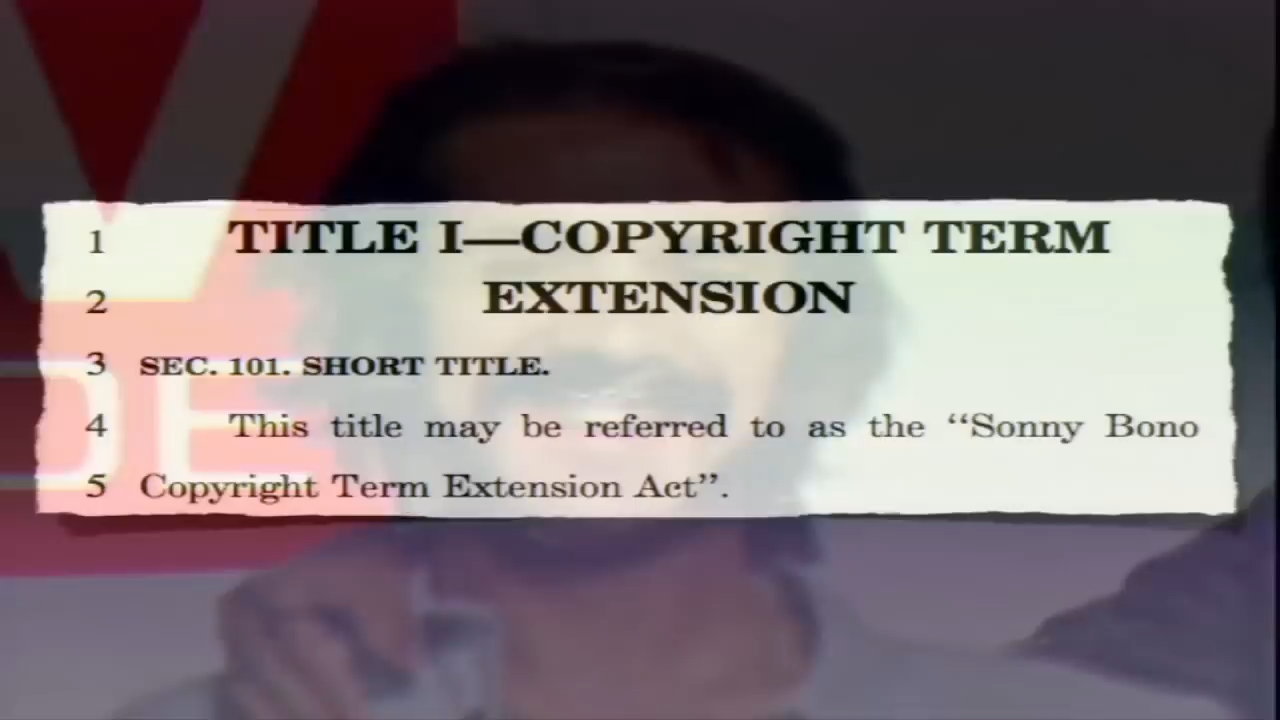 V
DE
1 TITLE I—COPYRIGHT TERM
2 EXTENSION
3 SEC. 101. SHORT TITLE.
4 This title may be referred to as the “Sonny Bono
5 Copyright Term Extension Act”.